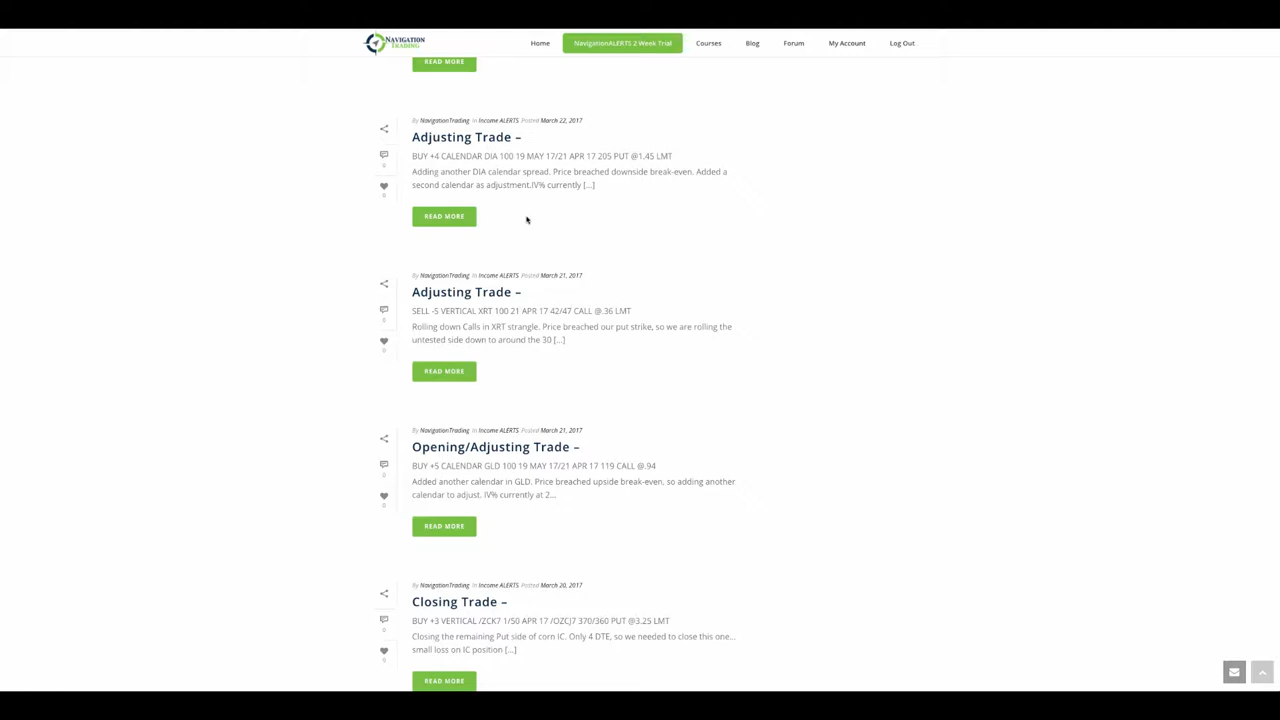 NAVIGATION
TRADING
Home
NavigationALERTS 2 Week Trial
Courses
Blog
Forum
My Account
Log Out
READ MORE
By NavigationTrading In Income ALERTS Posted March 22, 2017
Adjusting Trade –
BUY +4 CALENDAR DIA 100 19 MAY 17/21 APR 17 205 PUT @1.45 LMT
Adding another DIA calendar spread. Price breached downside break-even. Added a
second calendar as adjustment.IV% currently [...]
0
0
READ MORE
By NavigationTrading In Income ALERTS Posted March 21, 2017
Adjusting Trade –
SELL -5 VERTICAL XRT 100 21 APR 17 42/47 CALL @.36 LMT
Rolling down Calls in XRT strangle. Price breached our put strike, so we are rolling the
untested side down to around the 30 [...]
0
0
READ MORE
By NavigationTrading In Income ALERTS Posted March 21, 2017
Opening/Adjusting Trade –
BUY +5 CALENDAR GLD 100 19 MAY 17/21 APR 17 119 CALL @.94
Added another calendar in GLD. Price breached upside break-even, so adding another
calendar to adjust. IV% currently at 2...
0
0
READ MORE
By NavigationTrading In Income ALERTS Posted March 20, 2017
Closing Trade –
BUY +3 VERTICAL /ZCK7 1/50 APR 17 /OZCJ7 370/360 PUT @3.25 LMT
Closing the remaining Put side of corn IC. Only 4 DTE, so we needed to close this one...
small loss on IC position [...]
0
0
READ MORE